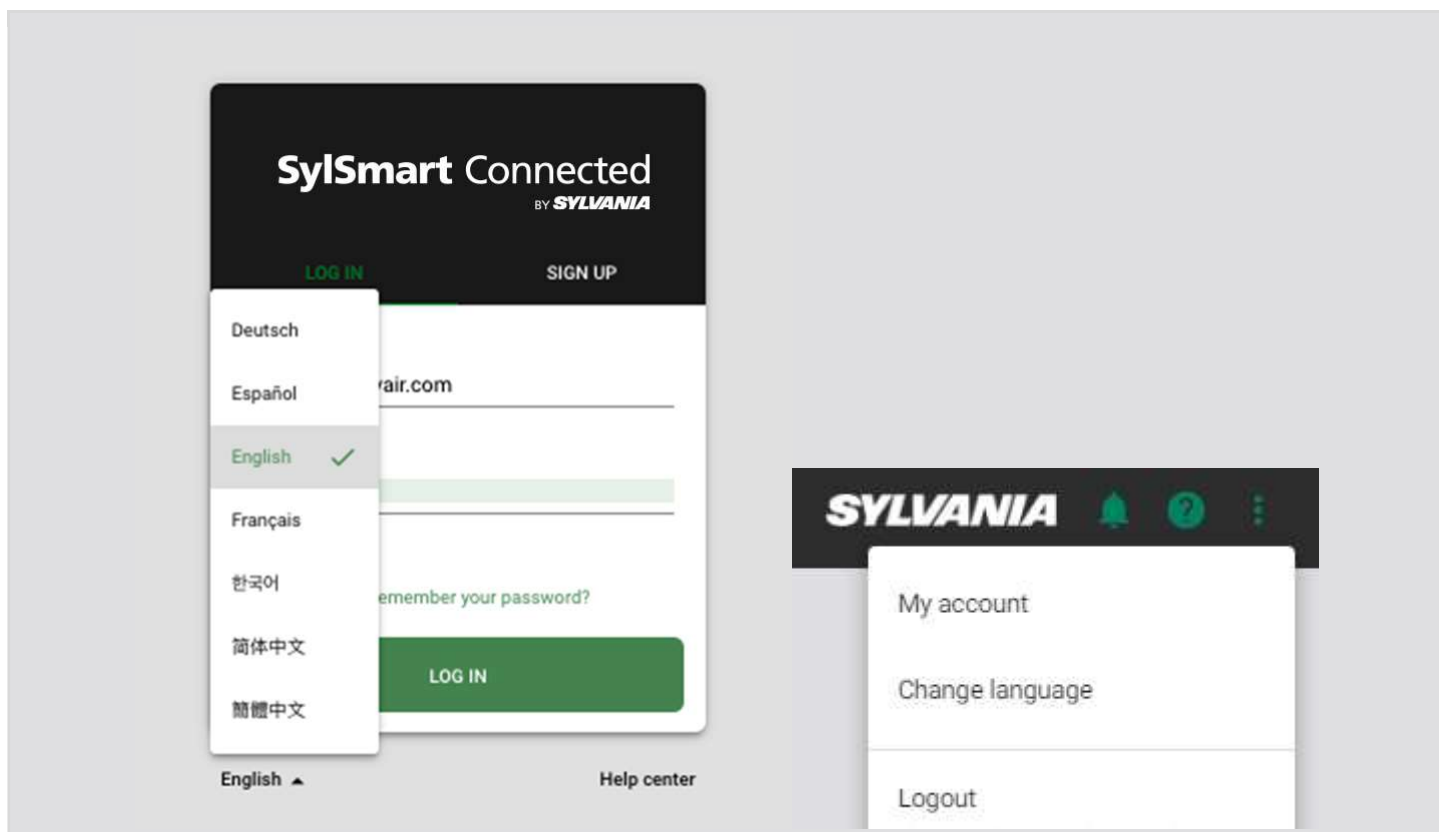 SylSmart Connected
BY SYLVANIA
LOG IN
SIGN UP
Deutsch
Español
English
Français
한국어
简体中文
簡體中文
air.com
emember your password?
LOG IN
English
Help center
SYLVANIA
My account
Change language
Logout